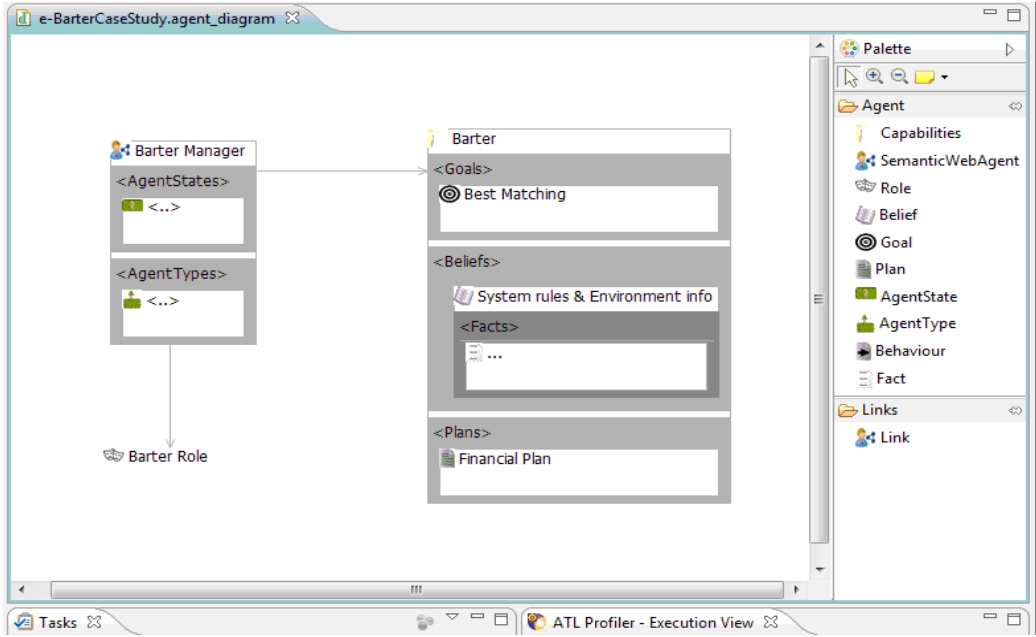 e-BarterCaseStudy.agent_diagram
Barter Manager
<AgentStates>
<..>
<AgentTypes>
<..>
Barter Role
Barter
<Goals>
Best Matching
<Beliefs>
System rules & Environment info
<Facts>
...
<Plans>
Financial Plan
Palette
Agent
Capabilities
SemanticWebAgent
Role
Belief
Goal
Plan
AgentState
AgentType
Behaviour
Fact
Links
Link
Tasks
ATL Profiler - Execution View